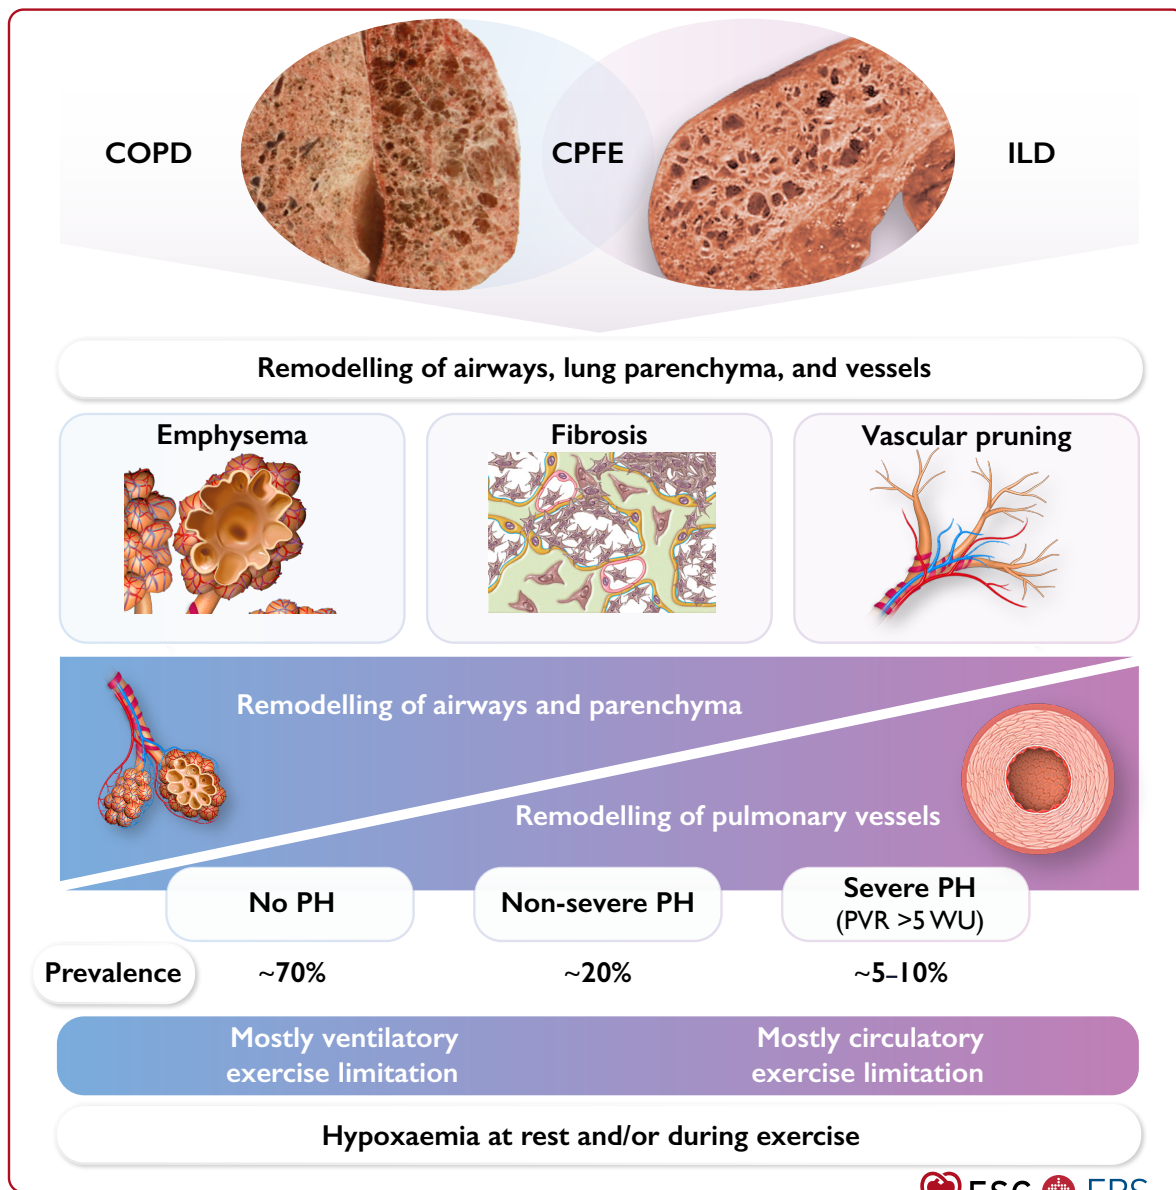 COPD
CPFE
ILD
Remodelling of airways, lung parenchyma, and vessels
Emphysema
Fibrosis
Vascular pruning
Remodelling of airways and parenchyma
Remodelling of pulmonary vessels
No PH
Non-severe PH
Severe PH
(PVR >5 WU)
Prevalence
~70%
~20%
~5–10%
Mostly ventilatory
exercise limitation
Mostly circulatory
exercise limitation
Hypoxaemia at rest and/or during exercise
ESC
ERS